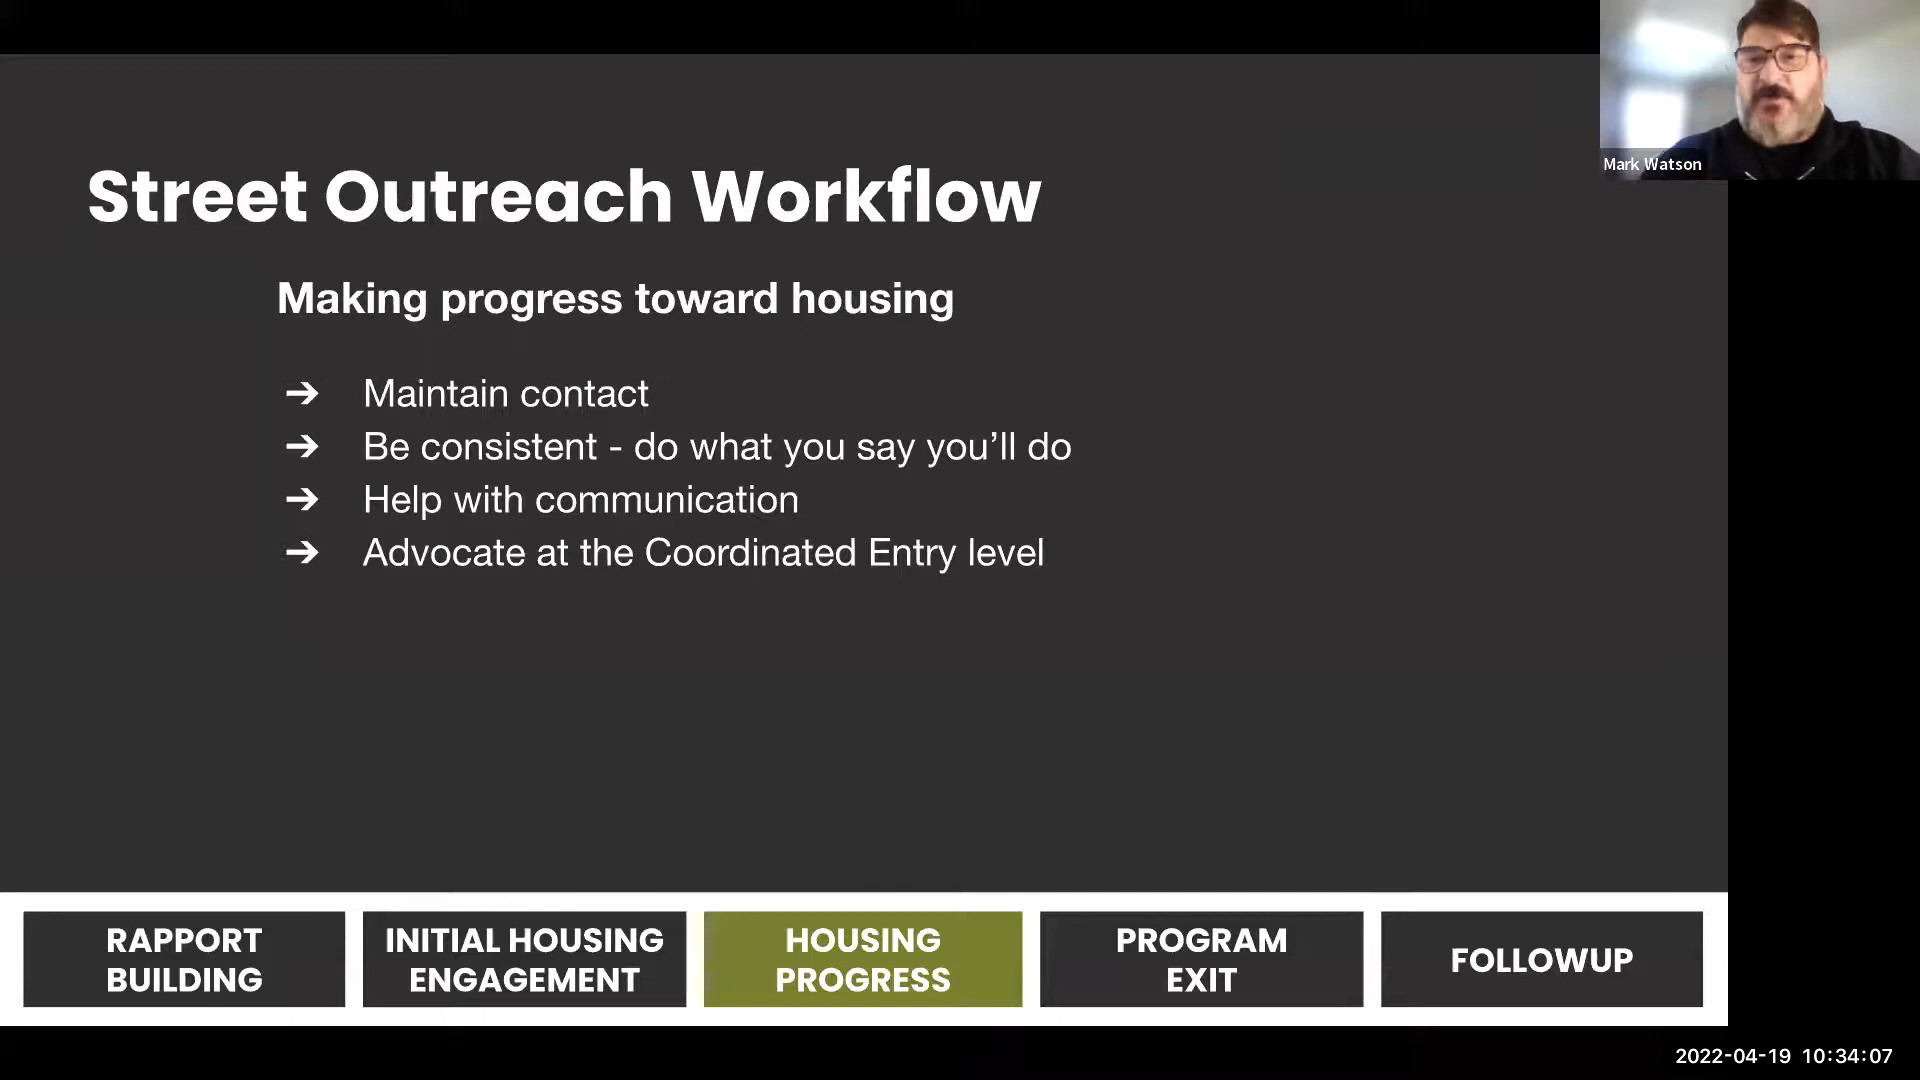 Mark Watson
Street Outreach Workflow
Making progress toward housing
➔ Maintain contact
➔ Be consistent - do what you say you’ll do
➔ Help with communication
➔ Advocate at the Coordinated Entry level
RAPPORT
BUILDING
INITIAL HOUSING
ENGAGEMENT
HOUSING
PROGRESS
PROGRAM
EXIT
FOLLOWUP
2022-04-19 10:34:07